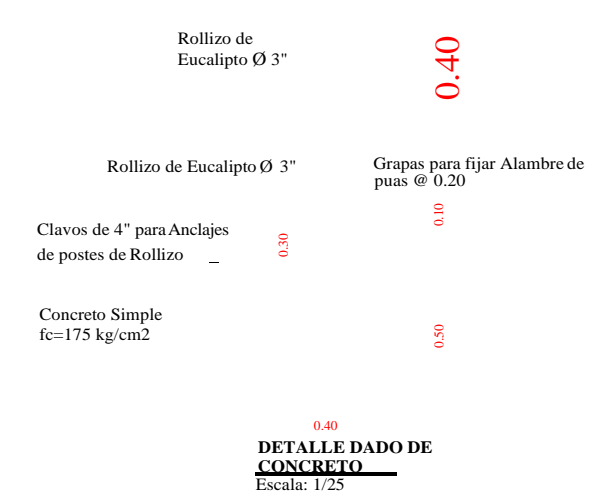 Rollizo de
Eucalipto Ø 3"
0.40
Rollizo de Eucalipto Ø 3"
Grapas para fijar Alambre de
puas @ 0.20
0.10
Clavos de 4" para Anclajes
de postes de Rollizo
0.30
Concreto Simple
fc=175 kg/cm2
0.50
0.40
DETALLE DADO DE
CONCRETO
Escala: 1/25